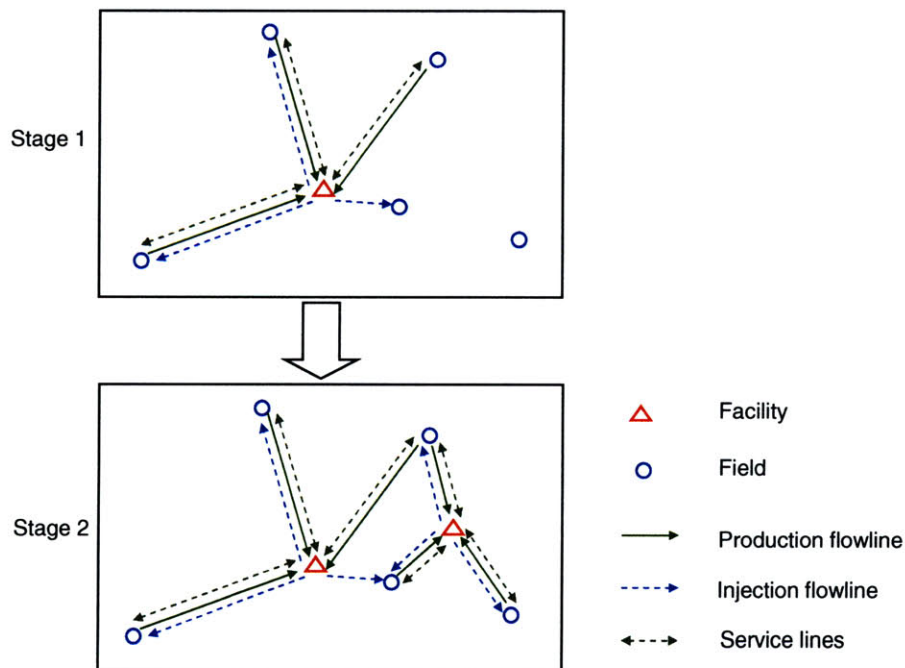 Stage 1
Stage 2
Facility
Field
Production flowline
Injection flowline
Service lines